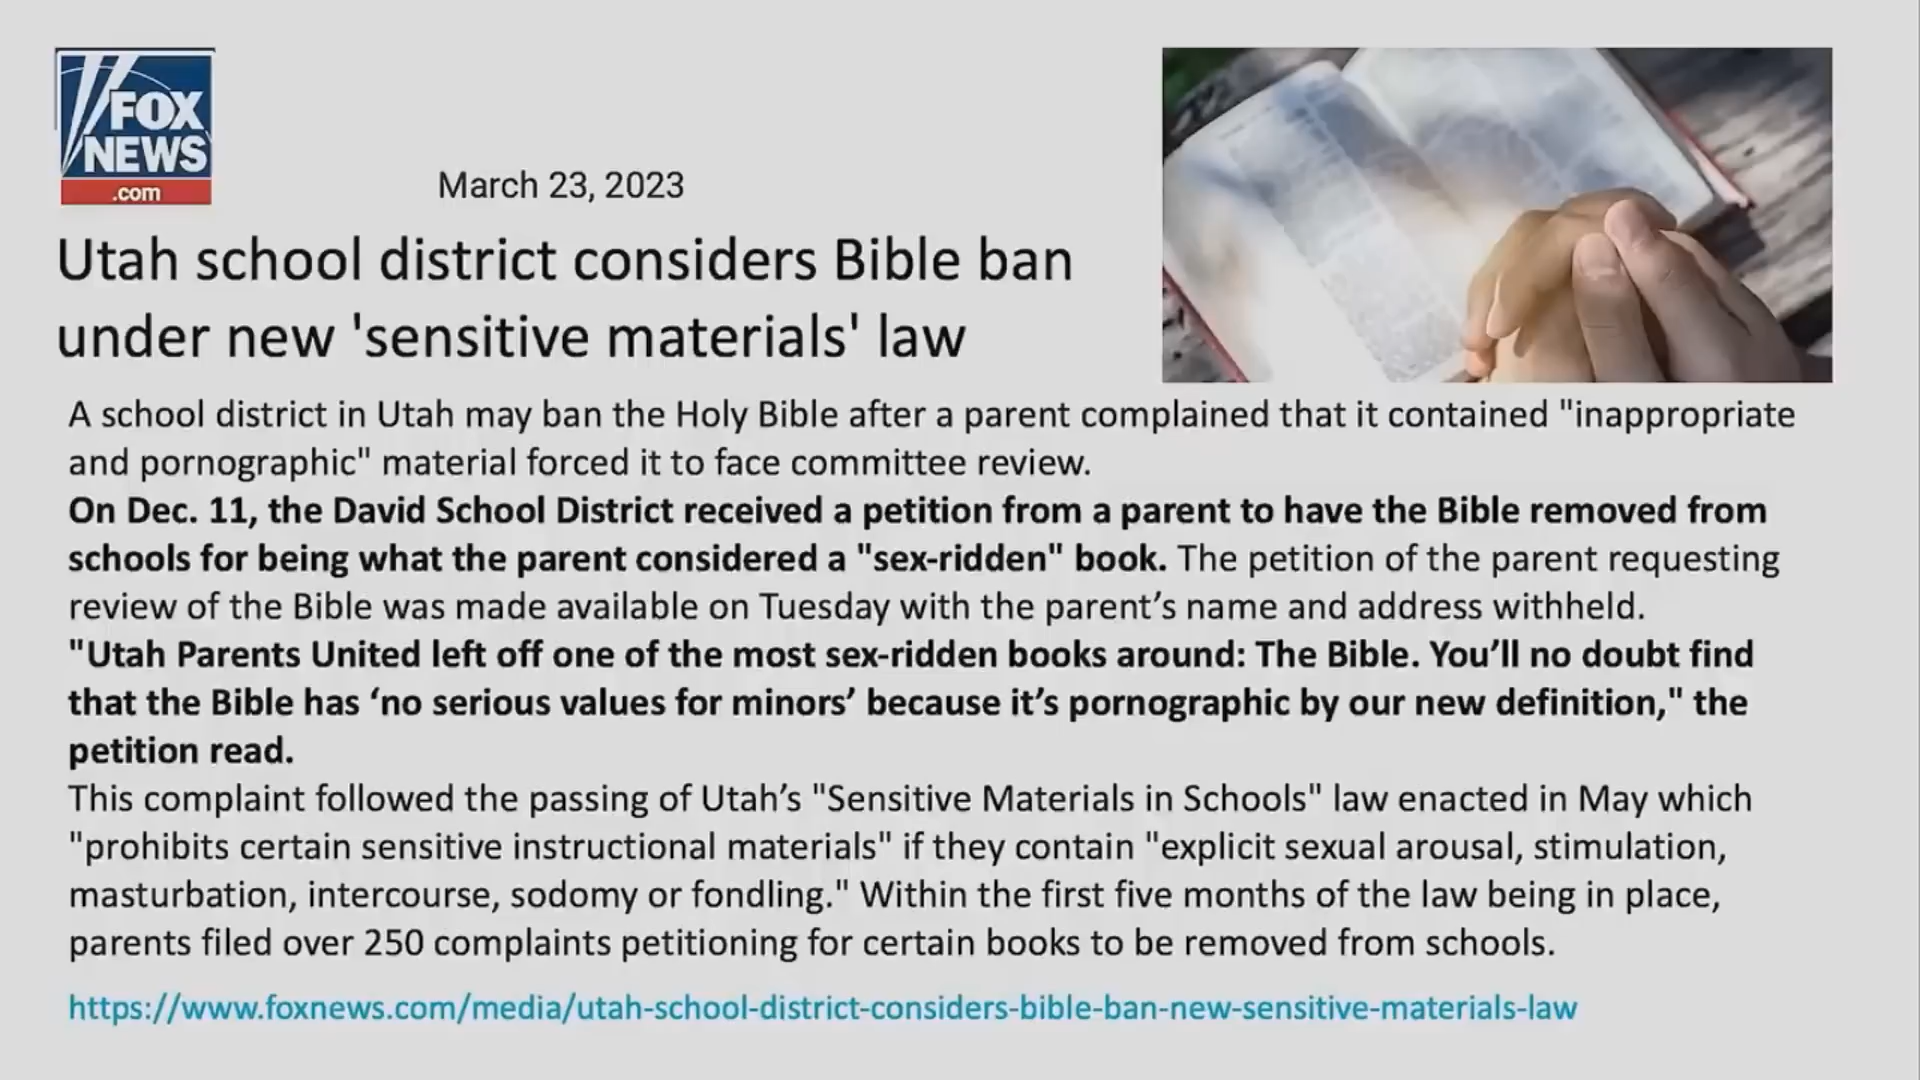 FOX
NEWS
.com
March 23, 2023
Utah school district considers Bible ban
under new 'sensitive materials' law
A school district in Utah may ban the Holy Bible after a parent complained that it contained "inappropriate
and pornographic" material forced it to face committee review.
On Dec. 11, the David School District received a petition from a parent to have the Bible removed from
schools for being what the parent considered a "sex-ridden" book. The petition of the parent requesting
review of the Bible was made available on Tuesday with the parent’s name and address withheld.
"Utah Parents United left off one of the most sex-ridden books around: The Bible. You’ll no doubt find
that the Bible has ‘no serious values for minors’ because it’s pornographic by our new definition," the
petition read.
This complaint followed the passing of Utah’s "Sensitive Materials in Schools" law enacted in May which
"prohibits certain sensitive instructional materials" if they contain "explicit sexual arousal, stimulation,
masturbation, intercourse, sodomy or fondling." Within the first five months of the law being in place,
parents filed over 250 complaints petitioning for certain books to be removed from schools.
https://www.foxnews.com/media/utah-school-district-considers-bible-ban-new-sensitive-materials-law